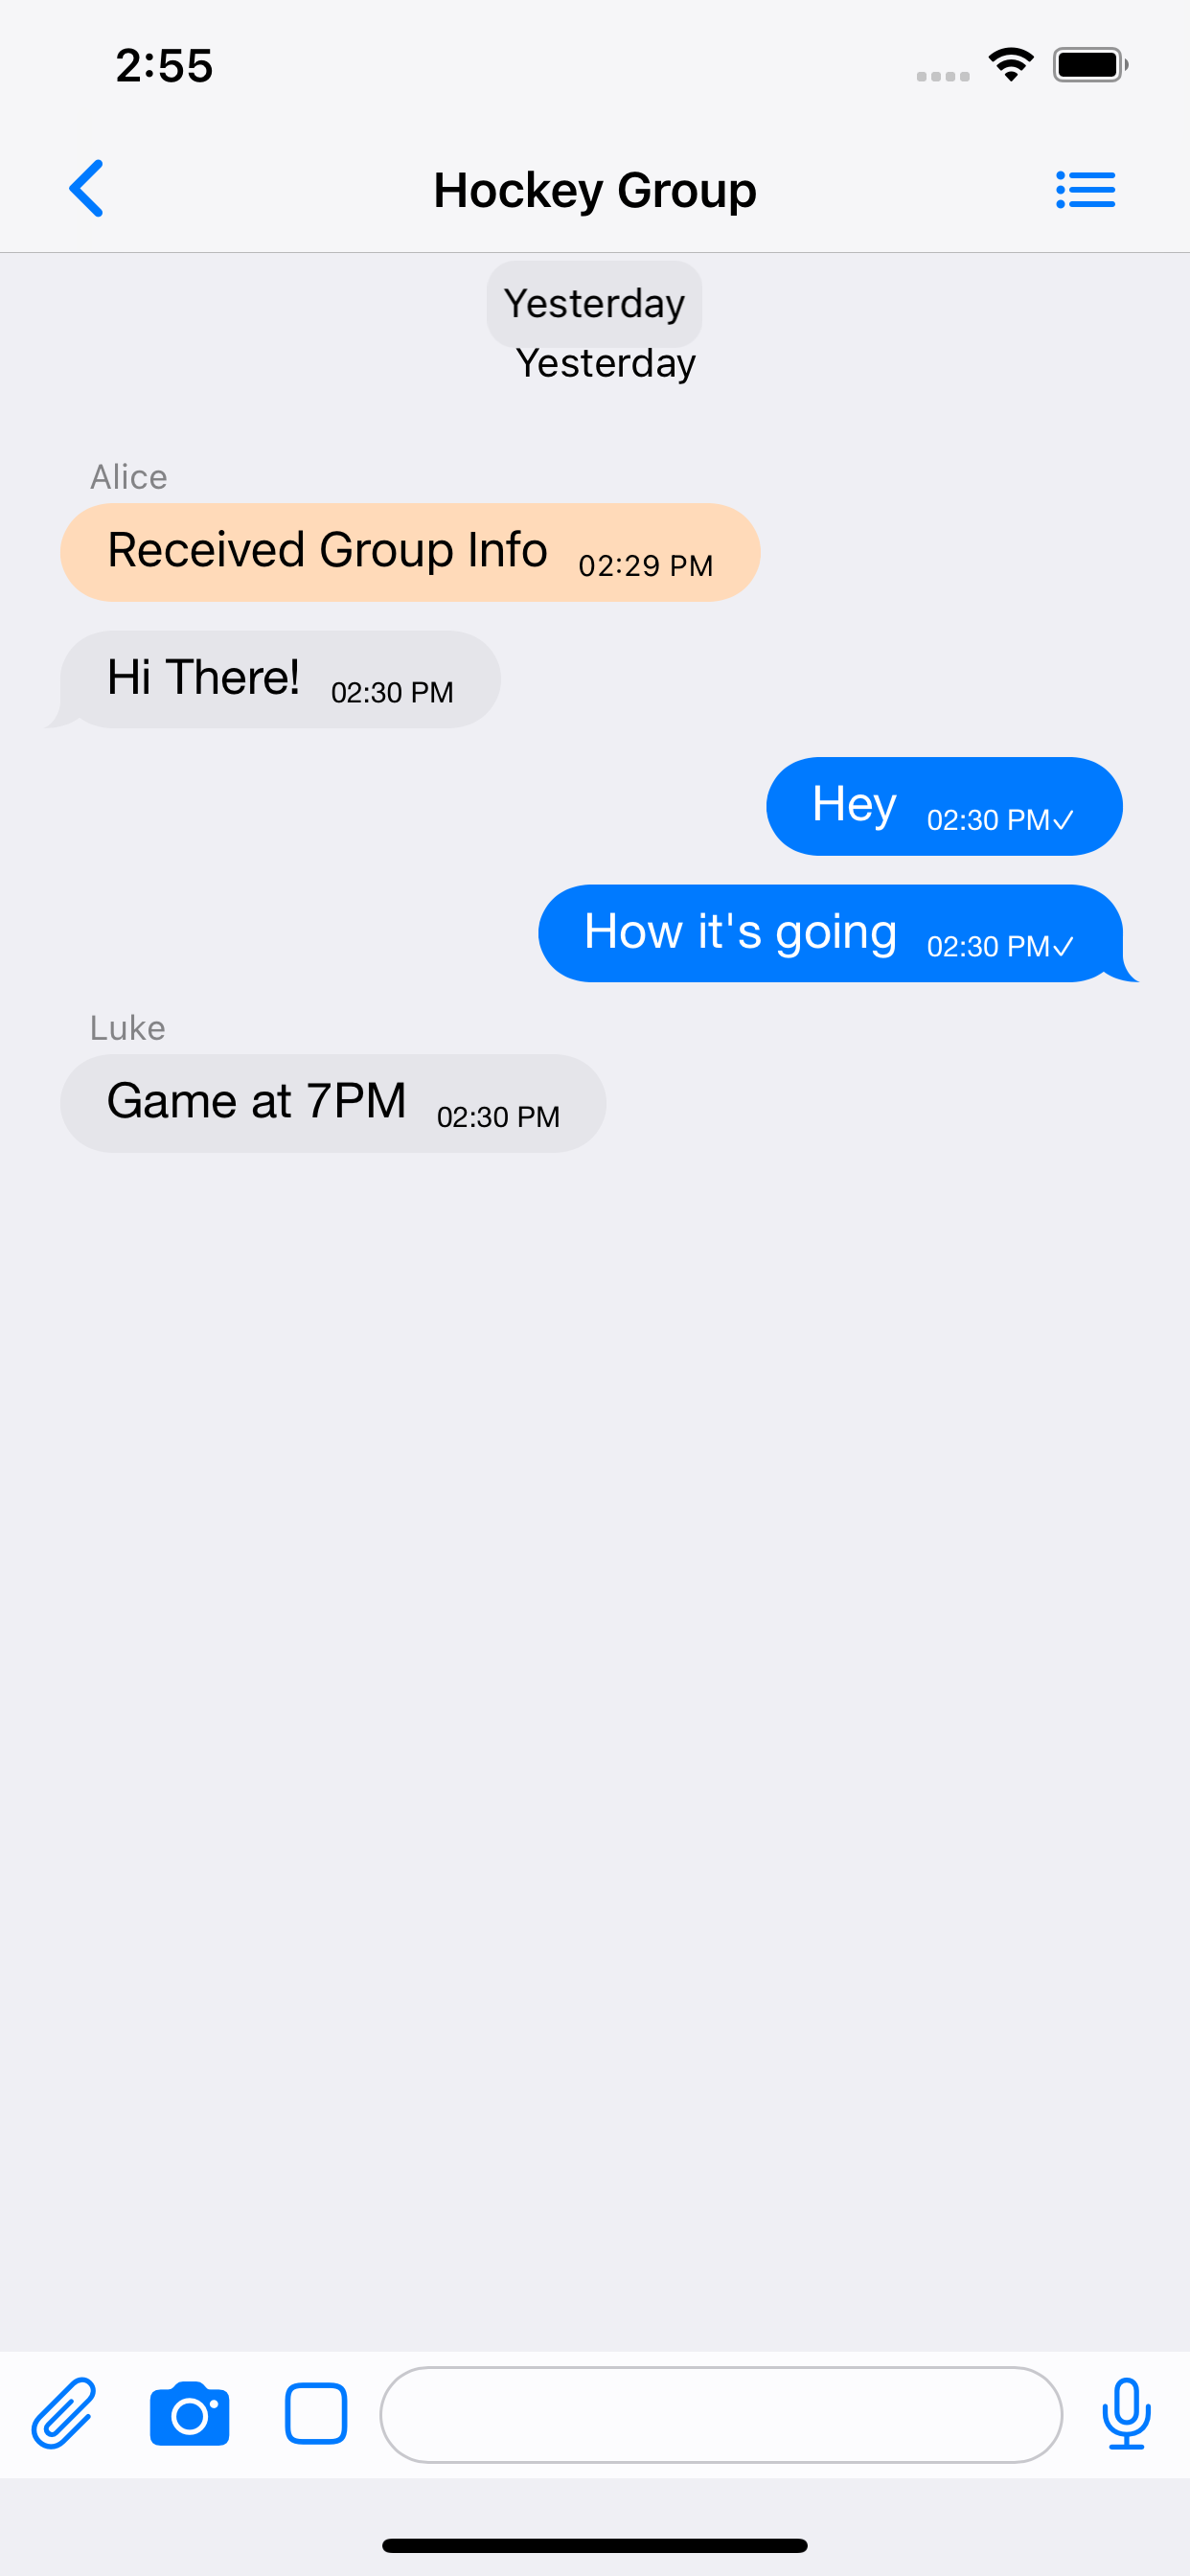 2:55
Hockey Group
Yesterday
Yesterday
Alice
Received Group Info 02:29 PM
Hi There! 02:30 PM
Hey 02:30 PM✓
How it's going 02:30 PM✓
Luke
Game at 7PM 02:30 PM